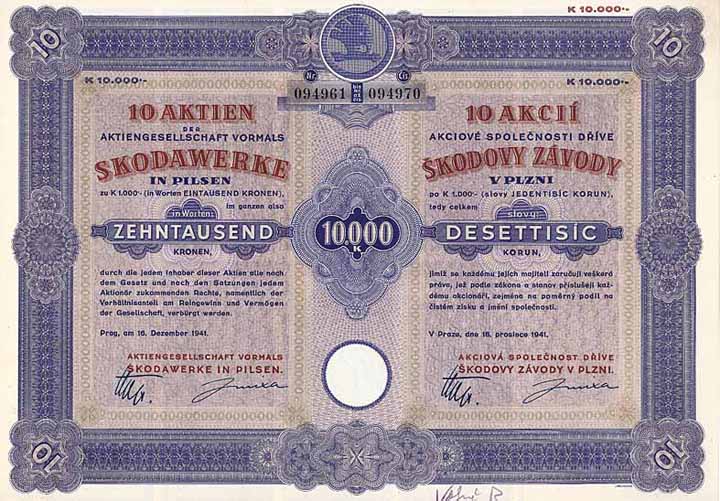 K 10.000·-
10
10
K 10.000·-
K 10.000·-
Nr.
Čís.
094961
bis
až
094970
10 AKTIEN
DER
AKTIENGESELLSCHAFT VORMALS
SKODAWERKE
IN PILSEN
zu K 1.000·- (in Worten EINTAUSEND KRONEN),
im ganzen also
in Worten:
ZEHNTAUSEND
KRONEN,
durch die jedem Inhaber dieser Aktien alle nach
dem Gesetz und nach den Satzungen jedem
Aktionär zukommenden Rechte, namentlich der
Verhältnisanteil am Reingewinn und Vermögen
der Gesellschaft, verbürgt werden.
Prag, am 16. Dezember 1941.
AKTIENGESELLSCHAFT VORMALS
SKODAWERKE IN PILSEN.
10.000
K
10 AKCIÍ
AKCIOVÉ SPOLEČNOSTI DŘÍVE
ŠKODOVY ZÁVODY
V PLZNI
po K 1.000·- (slovy JEDENTISÍC KORUN),
tedy celkem
slovy:
DESETTISÍC
KORUN,
jimiž se každému jejich majiteli zaručují veškerá
práva, jež podle zákona a stanov příslušejí kaž-
dému akcionáři, zejména na poměrný podíl na
čistém zisku a jmění společnosti.
V Praze, dne 16. prosince 1941.
AKCIOVÁ SPOLEČNOST DŘÍVE
ŠKODOVY ZÁVODY V PLZNI.
10
10